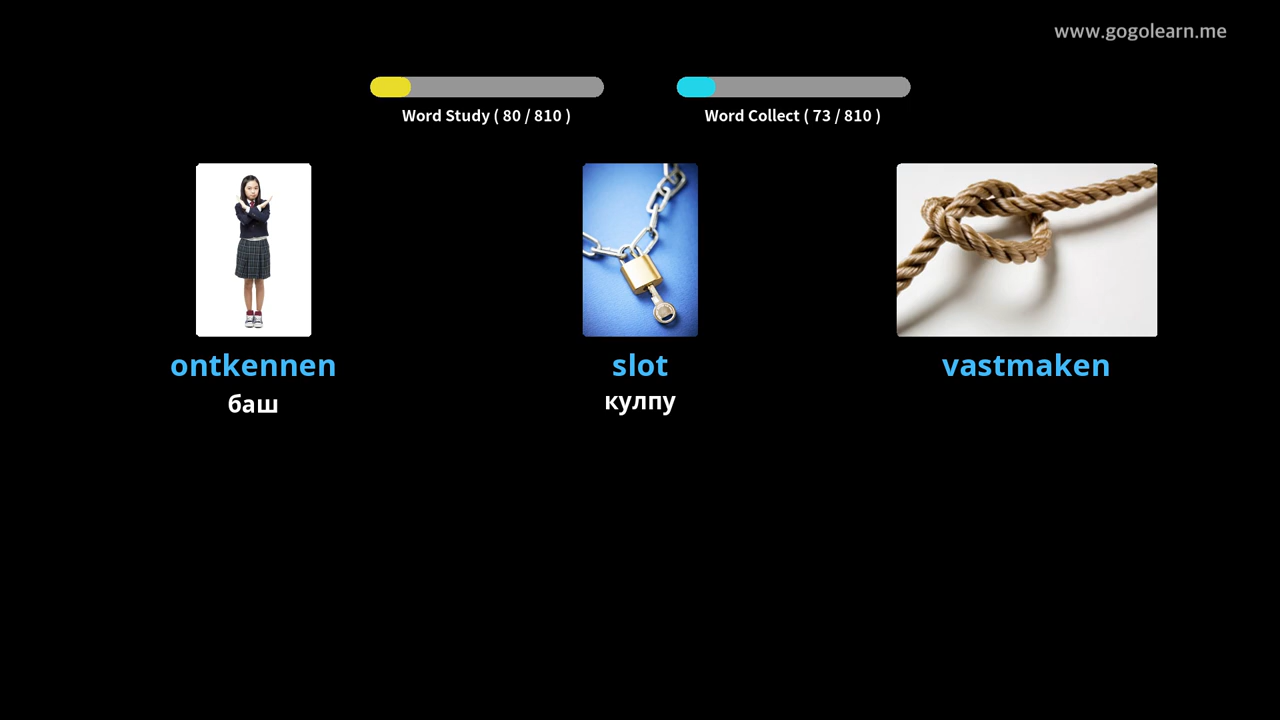 www.gogolearn.me
Word Study ( 80 / 810 )
Word Collect ( 73 / 810 )
ontkennen
баш
slot
кулпу
vastmaken